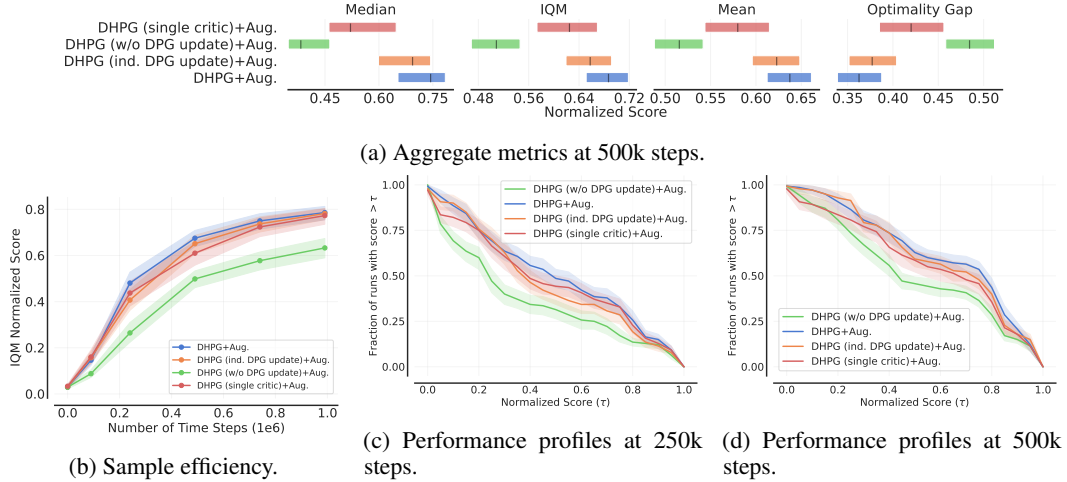 Median IQM Mean Optimality Gap
DHPG (single critic)+Aug.
DHPG (w/o DPG update)+Aug.
DHPG (ind. DPG update)+Aug.
DHPG+Aug.
0.45 0.60 0.75 0.48 0.56 0.64 0.72 0.50 0.55 0.60 0.65 0.35 0.40 0.45 0.50
Normalized Score
(a) Aggregate metrics at 500k steps.
IQM Normalized Score
0.8
0.6
0.4
0.2
0.0
DHPG+Aug.
DHPG (ind. DPG update)+Aug.
DHPG (w/o DPG update)+Aug.
DHPG (single critic)+Aug.
0.0 0.2 0.4 0.6 0.8 1.0
Number of Time Steps (1e6)
(b) Sample efficiency.
Fraction of runs with score > τ
1.00
0.75
0.50
0.25
0.00
DHPG (w/o DPG update)+Aug.
DHPG+Aug.
DHPG (ind. DPG update)+Aug.
DHPG (single critic)+Aug.
0.0 0.2 0.4 0.6 0.8 1.0
Normalized Score (τ)
(c) Performance profiles at 250k
steps.
Fraction of runs with score > τ
1.00
0.75
0.50
0.25
0.00
DHPG (w/o DPG update)+Aug.
DHPG+Aug.
DHPG (ind. DPG update)+Aug.
DHPG (single critic)+Aug.
0.0 0.2 0.4 0.6 0.8 1.0
Normalized Score (τ)
(d) Performance profiles at 500k
steps.